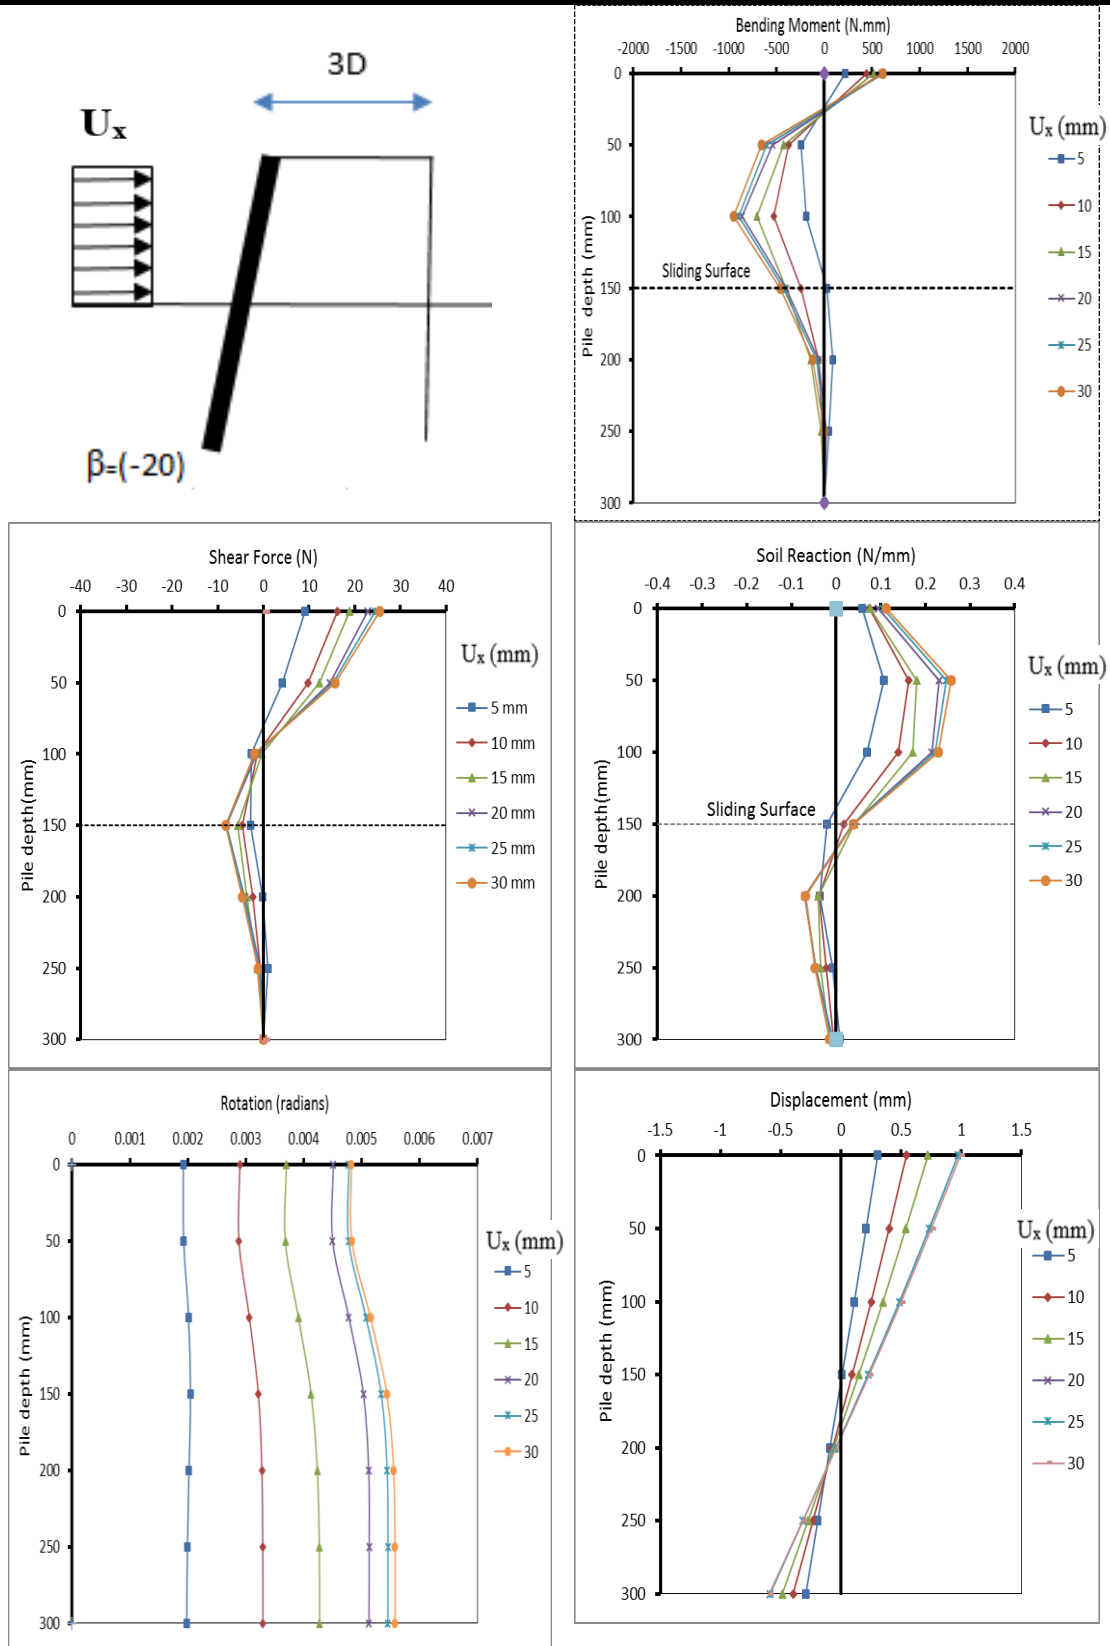 3D
Uₓ
β=(-20)
Bending Moment (N.mm)
-2000 -1500 -1000 -500 0 500 1000 1500 2000
0
50
100
150
200
250
300
Pile depth (mm)
Sliding Surface
Uₓ (mm)
5
10
15
20
25
30
Shear Force (N)
-40 -30 -20 -10 0 10 20 30 40
0
50
100
150
200
250
300
Pile depth(mm)
Uₓ (mm)
5 mm
10 mm
15 mm
20 mm
25 mm
30 mm
Soil Reaction (N/mm)
-0.4 -0.3 -0.2 -0.1 0 0.1 0.2 0.3 0.4
0
50
100
150
200
250
300
Pile depth(mm)
Sliding Surface
Uₓ (mm)
5
10
15
20
25
30
Rotation (radians)
0 0.001 0.002 0.003 0.004 0.005 0.006 0.007
0
50
100
150
200
250
300
Pile depth (mm)
Uₓ (mm)
5
10
15
20
25
30
Displacement (mm)
-1.5 -1 -0.5 0 0.5 1 1.5
0
50
100
150
200
250
300
Pile depth (mm)
Uₓ (mm)
5
10
15
20
25
30